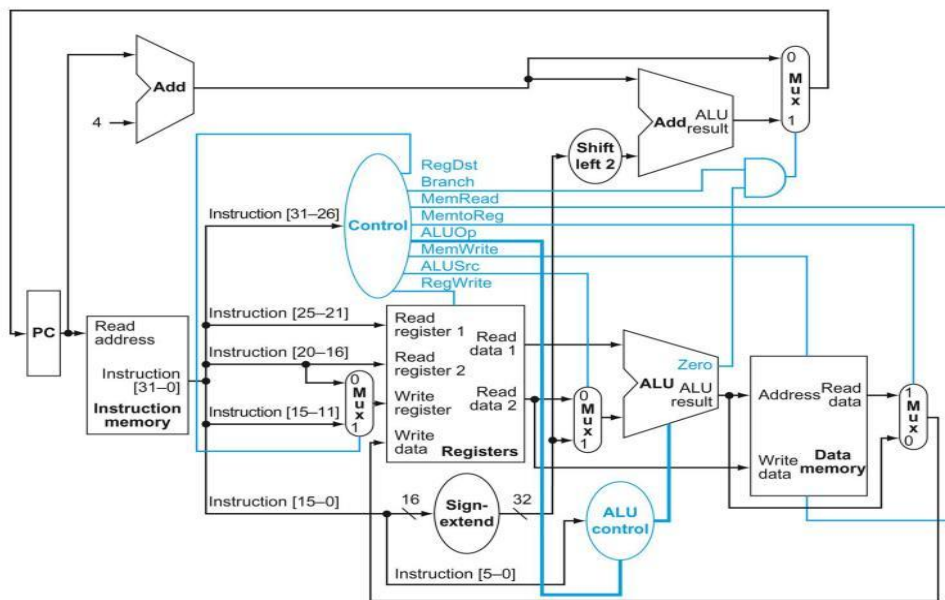 Add
4
Add
ALU
result
0
Mux
1
Shift
left 2
RegDst
Branch
MemRead
MemtoReg
ALUOp
MemWrite
ALUSrc
RegWrite
Control
Instruction [31–26]
Instruction [25–21]
Instruction [20–16]
Instruction [15–11]
Instruction [15–0]
Instruction [5–0]
PC
Read
address
Instruction
[31–0]
Instruction
memory
0
Mux
1
Read
register 1
Read
register 2
Write
register
Write
data
Read
data 1
Read
data 2
Registers
16
Sign-
extend
32
0
Mux
1
Zero
ALU
ALU
result
ALU
control
Address
Read
data
Write
data
Data
memory
1
Mux
0